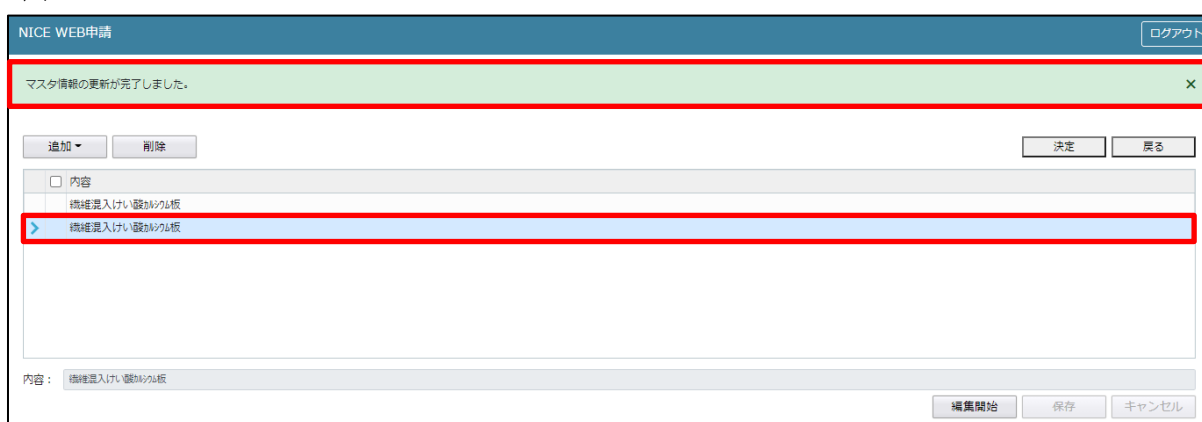 NICE WEB申請 ログアウト
マスタ情報の更新が完了しました。 ×
追加 削除 決定 戻る
内容
繊維混入けい酸ｶﾙｼｳﾑ板
繊維混入けい酸ｶﾙｼｳﾑ板
内容： 繊維混入けい酸ｶﾙｼｳﾑ板
編集開始 保存 キャンセル